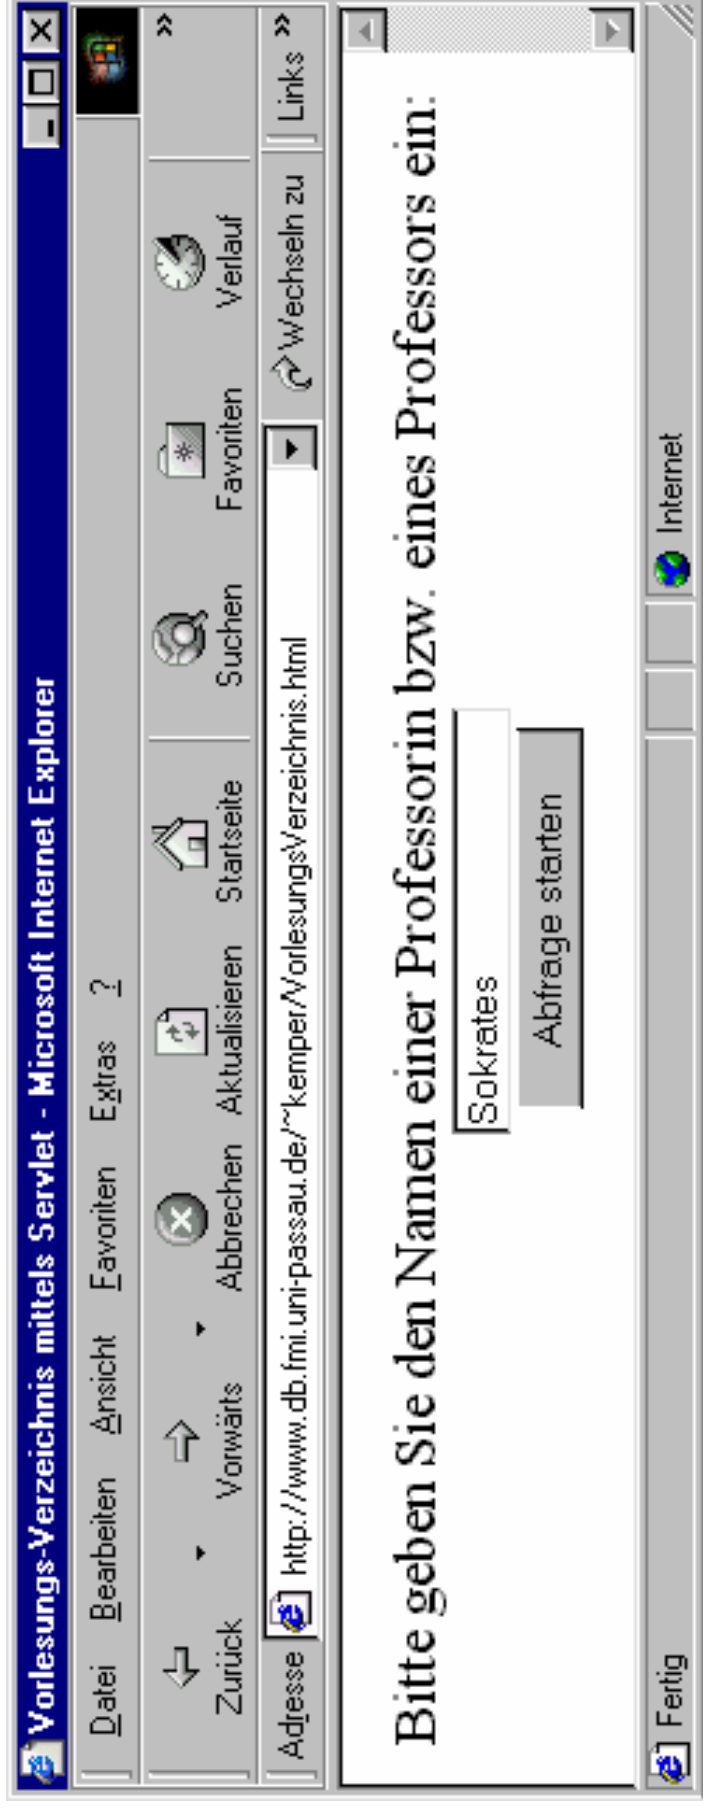 Vorlesungs-Verzeichnis mittels Servlet - Microsoft Internet Explorer
Datei Bearbeiten Ansicht Favoriten Extras ?
Zurück Vorwärts Abbrechen Aktualisieren Startseite Suchen Favoriten Verlauf »
Adresse http://www.db.fmi.uni-passau.de/~kemper/VorlesungsVerzeichnis.html Wechseln zu Links »
Bitte geben Sie den Namen einer Professorin bzw. eines Professors ein:
Sokrates
Abfrage starten
Fertig Internet